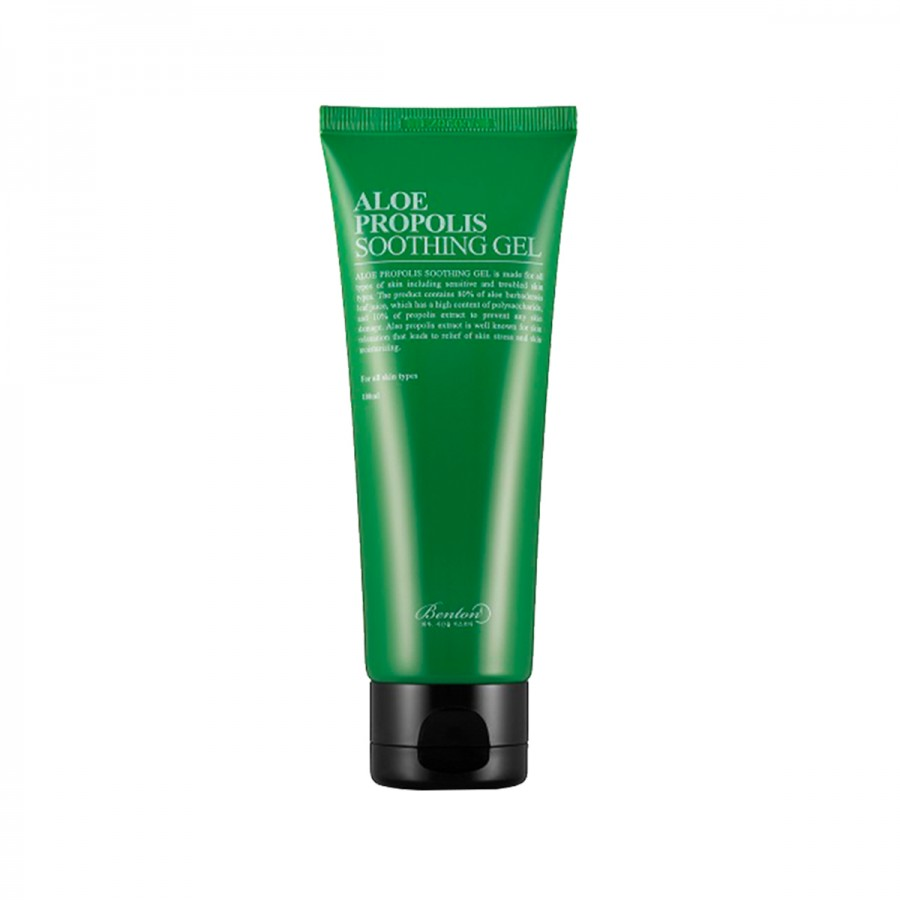 ALOE
PROPOLIS
SOOTHING GEL
ALOE PROPOLIS SOOTHING GEL is made for all
types of skin including sensitive and troubled skin
types. The product contains 80% of aloe barbadensis
leaf juice, which has a high content of polysaccharide,
and 10% of propolis extract to prevent any skin
damage. Also propolis extract is well known for skin
relaxation that leads to relief of skin stress and skin
moisturizing.
For all skin types
100ml
Benton